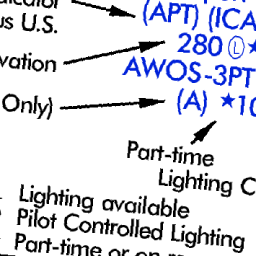 us U.S.
(APT) (ICA
280 Ⓛ★
AWOS-3PT
Only)
(A) ★10
Part-time
Lighting C
Lighting available
Pilot Controlled Lighting
Part-time or on